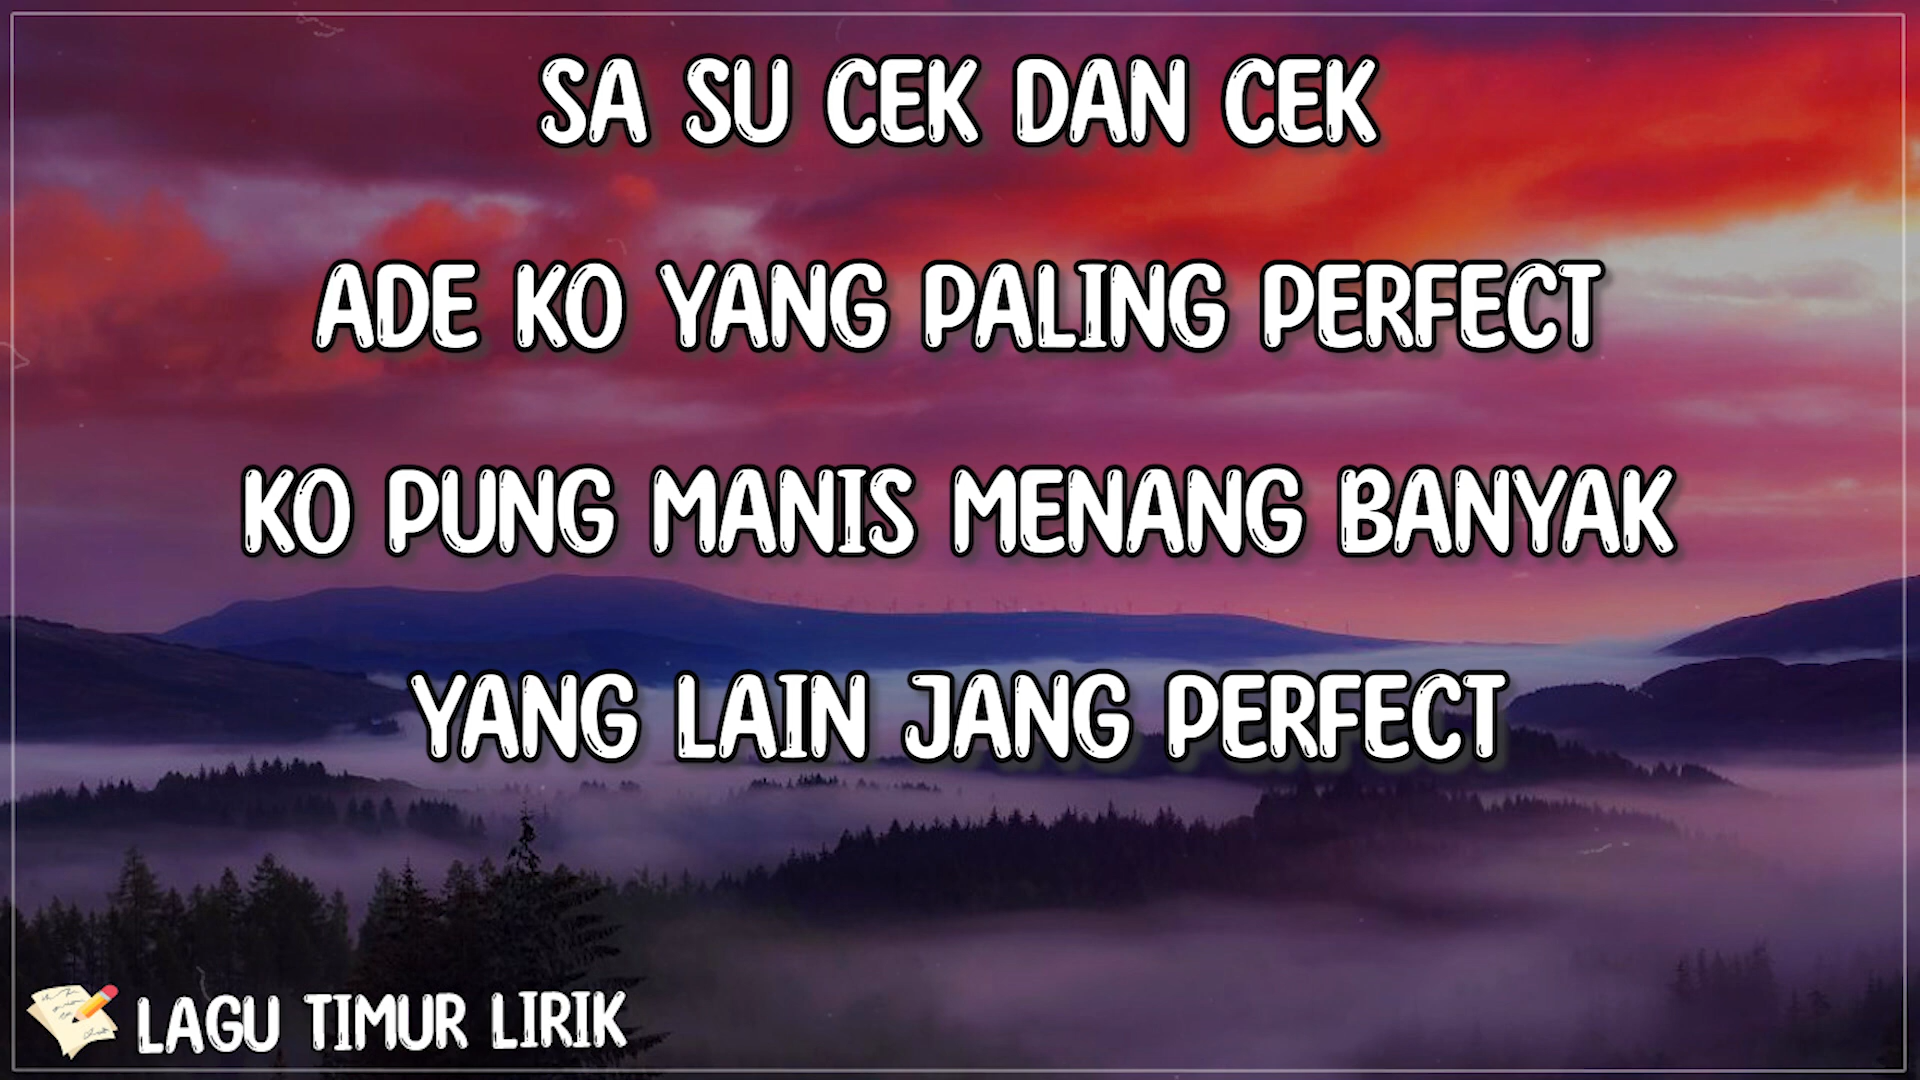 SA SU CEK DAN CEK
ADE KO YANG PALING PERFECT
KO PUNG MANIS MENANG BANYAK
YANG LAIN JANG PERFECT
LAGU TIMUR LIRIK